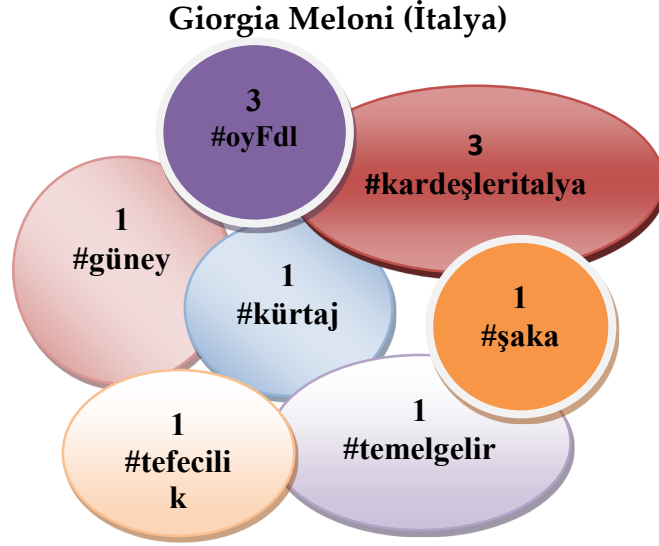 Giorgia Meloni (İtalya)
3
#oyFdl
3
#kardeşleritalya
1
#güney
1
#kürtaj
1
#şaka
1
#tefecili
k
1
#temelgelir